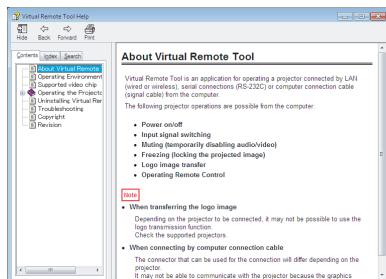 Virtual Remote Tool Help
Hide Back Forward Print
Contents Index Search
About Virtual Remote
Operating Environment
Supported video chip
Operating the Projecto
Uninstalling Virtual Rer
Troubleshooting
Copyright
Revision
About Virtual Remote Tool
Virtual Remote Tool is an application for operating a projector connected by LAN
(wired or wireless), serial connections (RS-232C) or computer connection cable
(signal cable) from the computer.
The following projector operations are possible from the computer:
• Power on/off
• Input signal switching
• Muting (temporarily disabling audio/video)
• Freezing (locking the projected image)
• Logo image transfer
• Operating Remote Control
Note
• When transferring the logo image
Depending on the projector to be connected, it may not be possible to use the
logo transmission function.
Check the supported projectors.
• When connecting by computer connection cable
The connector that can be used for the connection will differ depending on the
projector.
It may not be able to communicate with the projector because the graphics